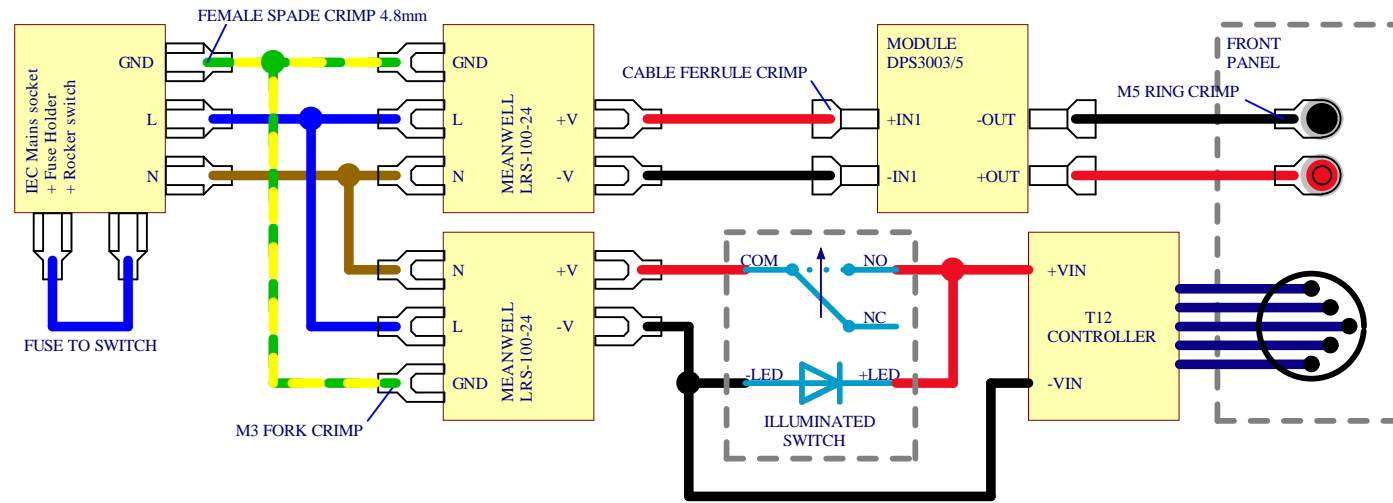 FEMALE SPADE CRIMP 4.8mm
IEC Mains socket
+ Fuse Holder
+ Rocker switch
GND
L
N
FUSE TO SWITCH
GND
L
N
MEANWELL
LRS-100-24
+V
-V
CABLE FERRULE CRIMP
MODULE
DPS3003/5
+IN1
-IN1
-OUT
+OUT
FRONT
PANEL
M5 RING CRIMP
N
L
GND
MEANWELL
LRS-100-24
+V
-V
M3 FORK CRIMP
COM
NO
NC
-LED
+LED
ILLUMINATED
SWITCH
+VIN
T12
CONTROLLER
-VIN